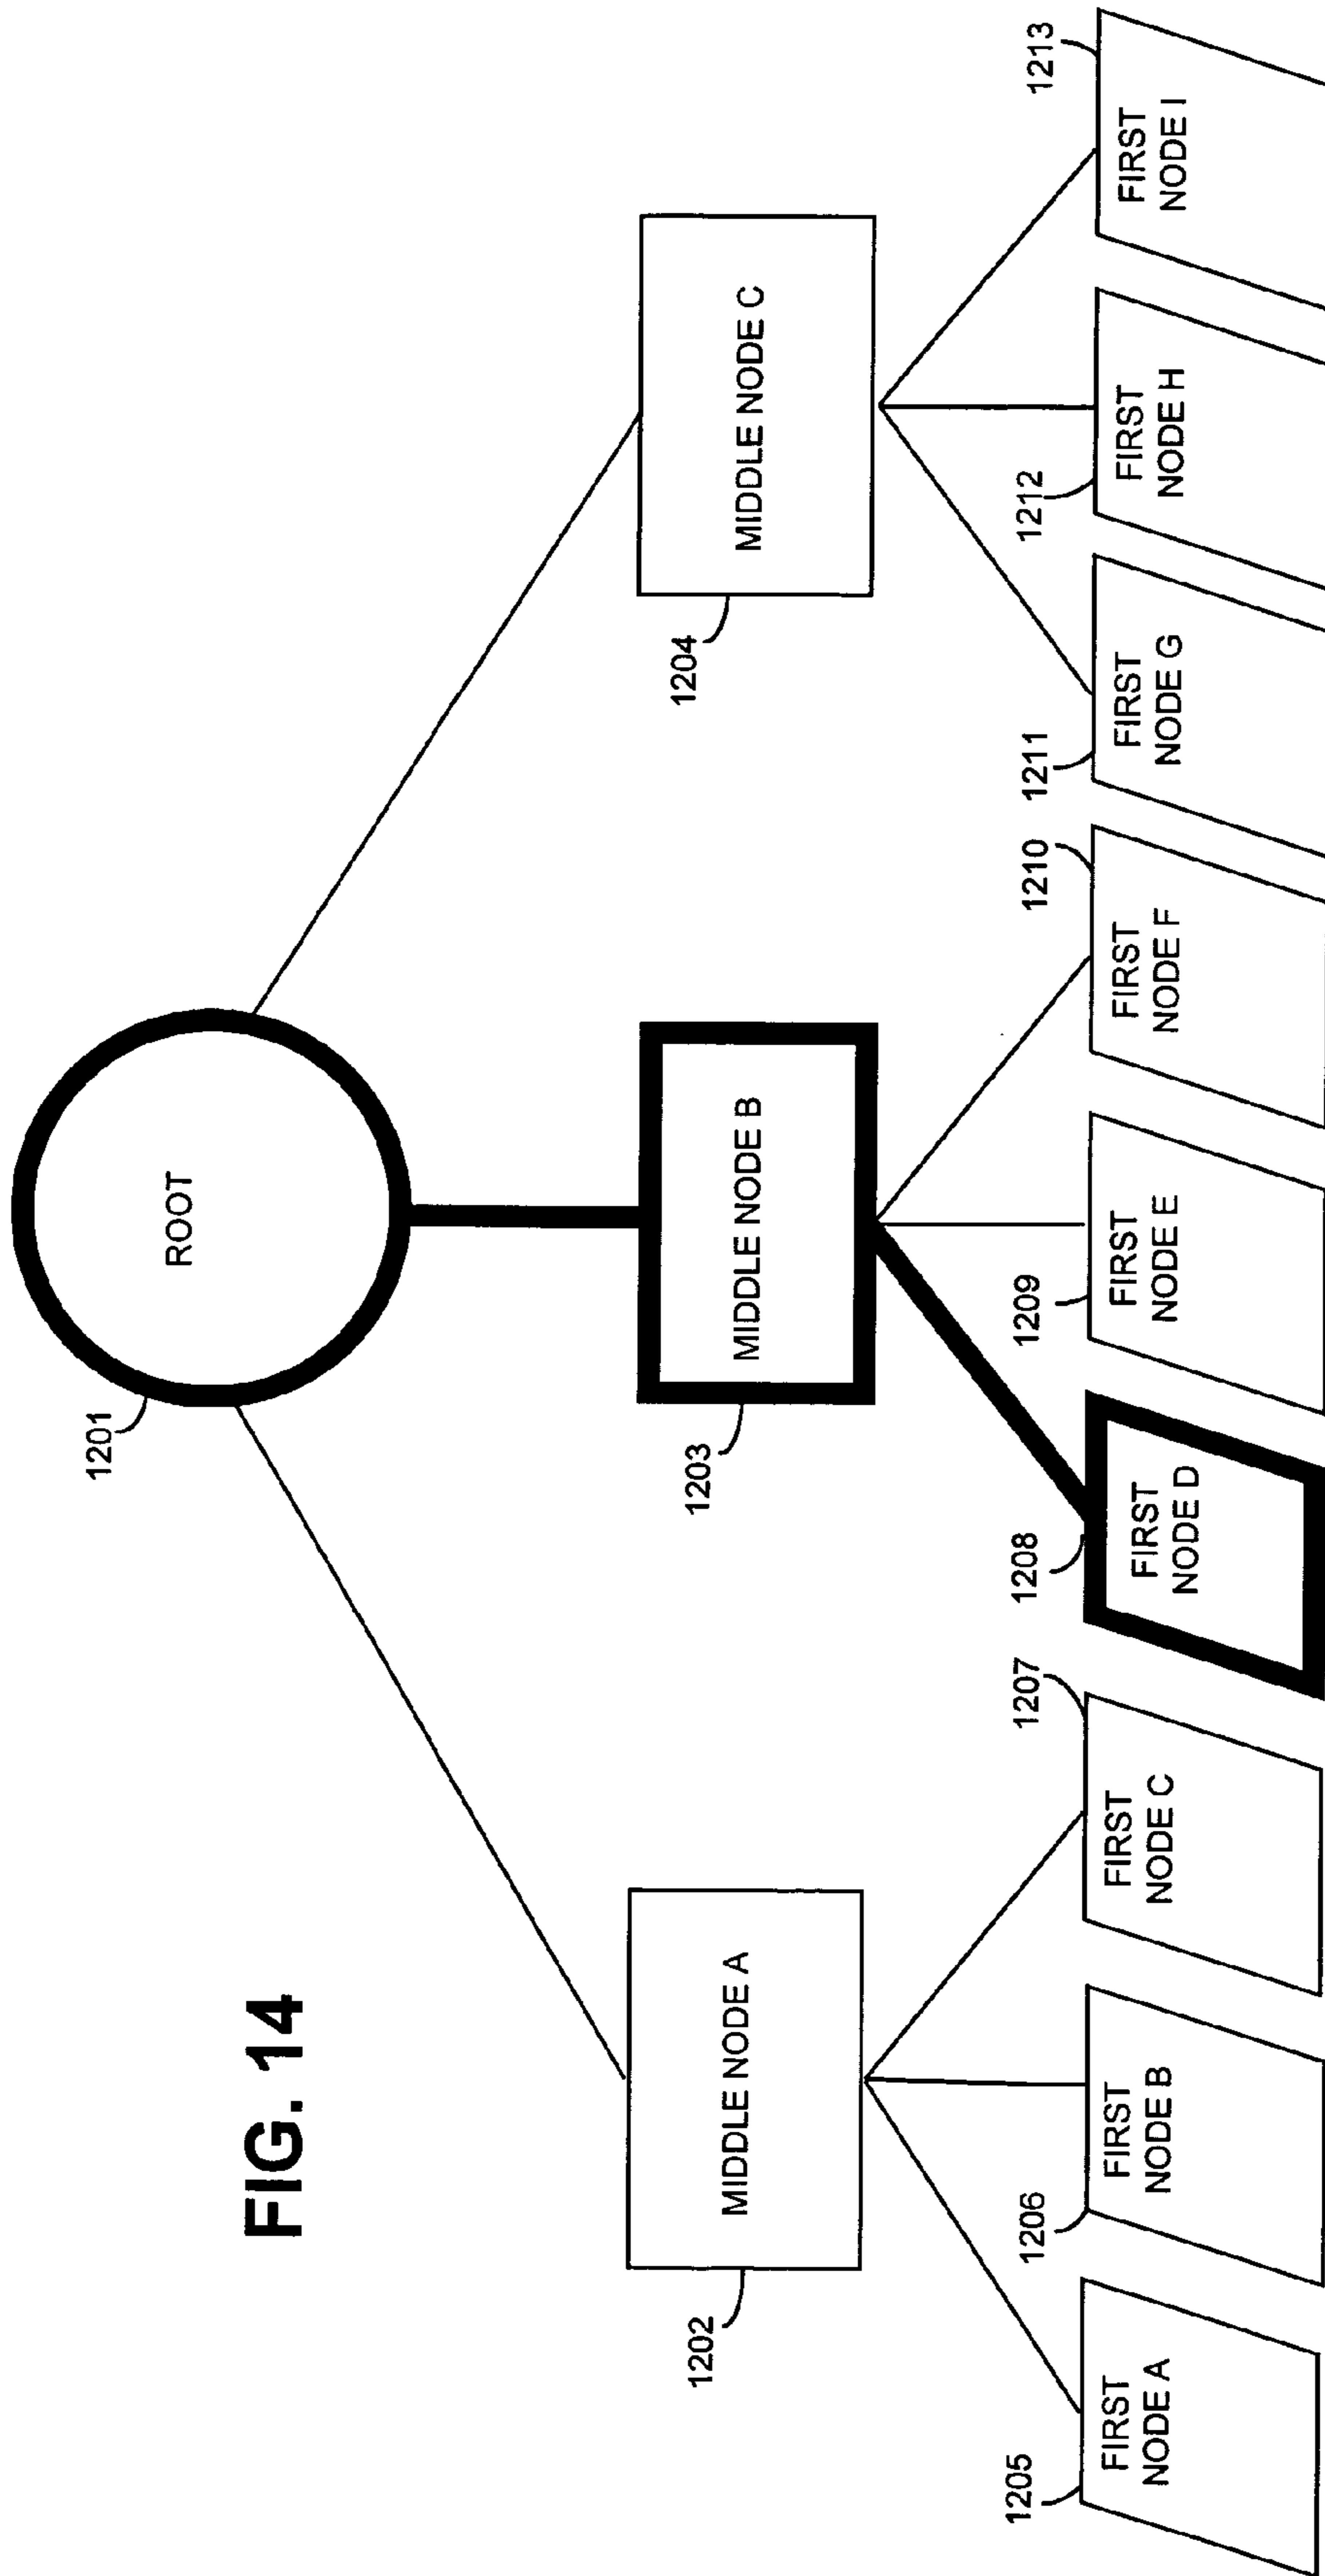 FIG. 14
ROOT
1201
MIDDLE NODE A
MIDDLE NODE B
MIDDLE NODE C
1202
1203
1204
1205
1206
1207
1208
1209
1210
1211
1212
1213
FIRST
NODE A
FIRST
NODE B
FIRST
NODE C
FIRST
NODE D
FIRST
NODE E
FIRST
NODE F
FIRST
NODE G
FIRST
NODE H
FIRST
NODE I